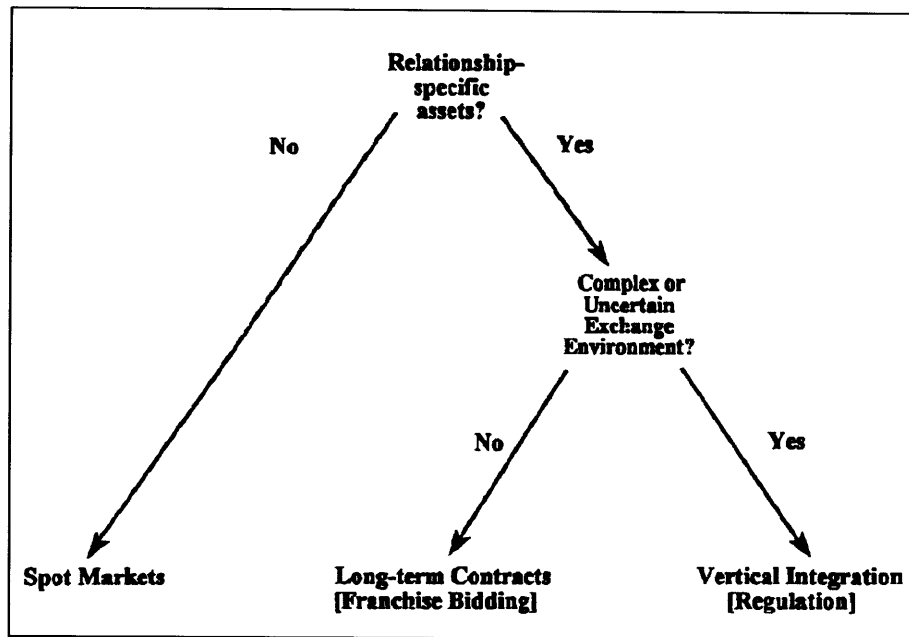 Relationship-
specific
assets?
No
Yes
Complex or
Uncertain
Exchange
Environment?
No
Yes
Spot Markets
Long-term Contracts
[Franchise Bidding]
Vertical Integration
[Regulation]